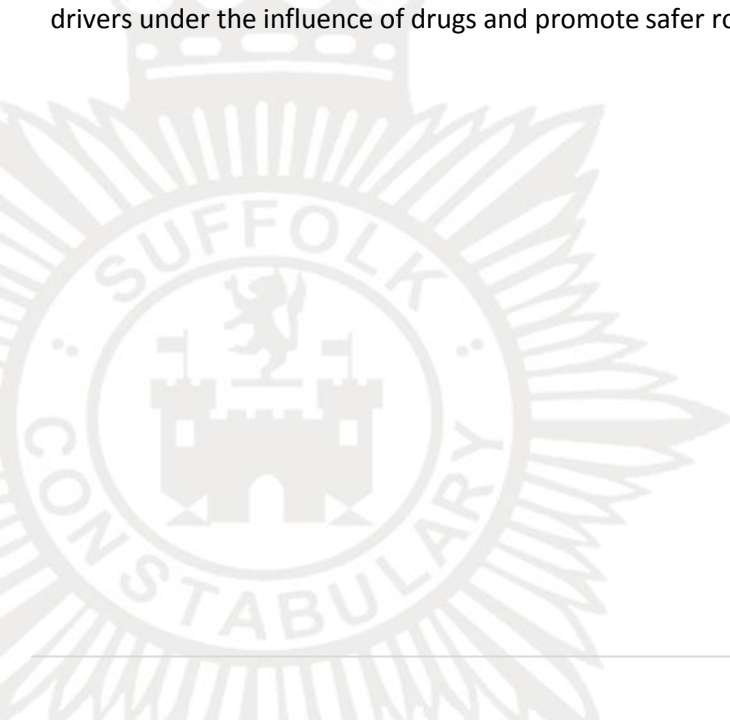 drivers under the influence of drugs and promote safer ro
SUFFOLK
CONSTABULARY